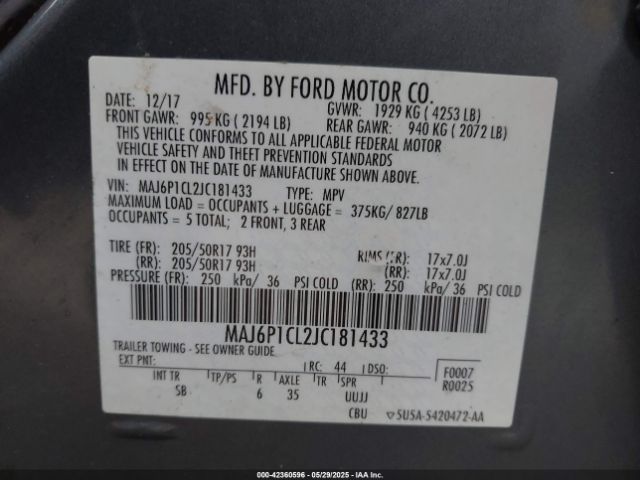 MFD. BY FORD MOTOR CO.
DATE: 12/17 GVWR: 1929 KG ( 4253 LB)
FRONT GAWR: 995 KG ( 2194 LB) REAR GAWR: 940 KG ( 2072 LB)
THIS VEHICLE CONFORMS TO ALL APPLICABLE FEDERAL MOTOR
VEHICLE SAFETY AND THEFT PREVENTION STANDARDS
IN EFFECT ON THE DATE OF MANUFACTURE SHOWN ABOVE.
VIN: MAJ6P1CL2JC181433 TYPE: MPV
MAXIMUM LOAD = OCCUPANTS + LUGGAGE = 375KG/ 827LB
OCCUPANTS = 5 TOTAL; 2 FRONT, 3 REAR
TIRE (FR): 205/50R17 93H RIMS (FR): 17x7.0J
(RR): 205/50R17 93H (RR): 17x7.0J
PRESSURE (FR): 250 kPa/ 36 PSI COLD (RR): 250 kPa/ 36 PSI COLD
MAJ6P1CL2JC181433
TRAILER TOWING - SEE OWNER GUIDE.
EXT PNT: RC: 44 DSO: F0007
R0025
INT TR TP/PS R AXLE TR SPR
SB 6 35 UUJJ
CBU 5U5A-5420472-AA
000-42360596 - 05/29/2025 - IAAI.COM